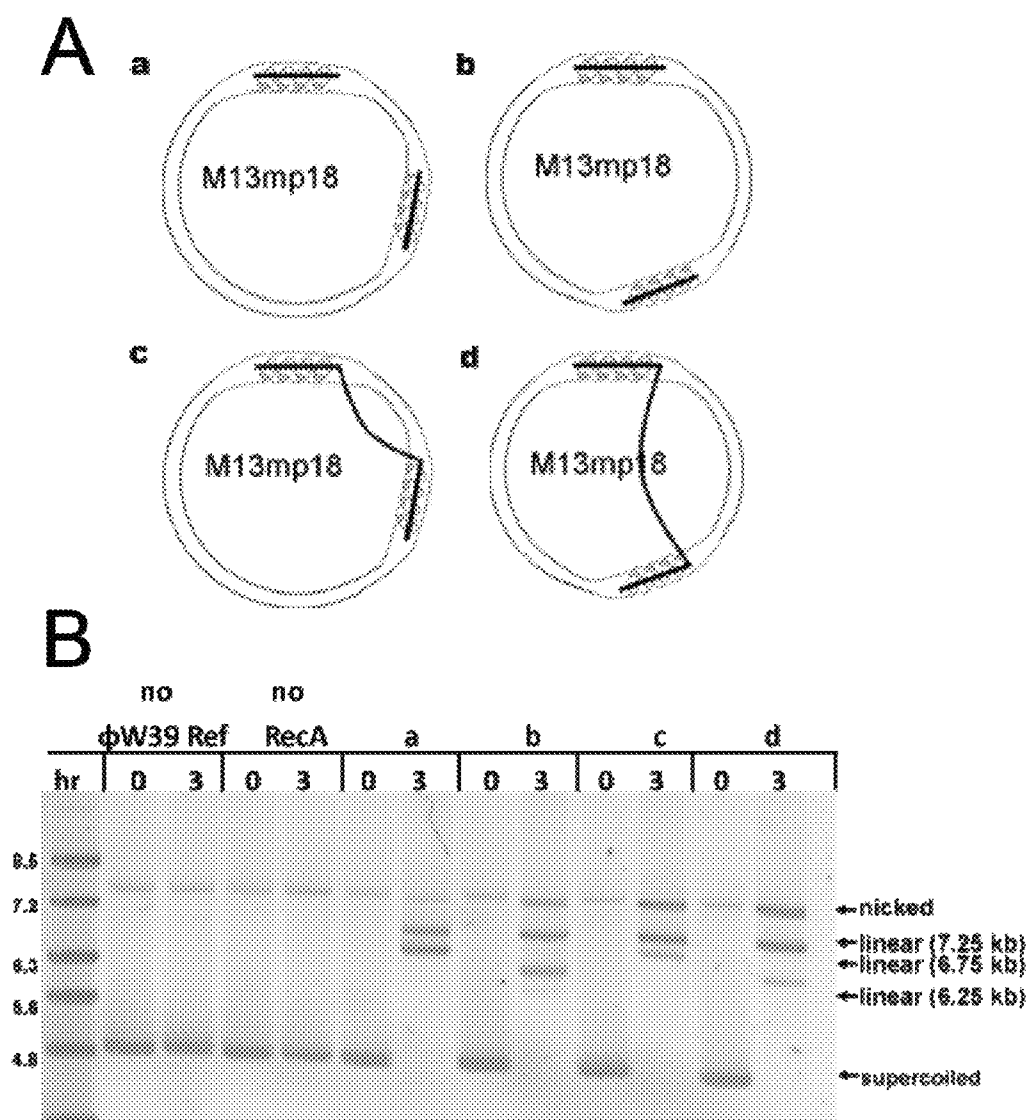 A
a
b
M13mp18
M13mp18
c
d
M13mp18
M13mp18
B
no no
ϕW39 Ref RecA a b c d
hr 0 3 0 3 0 3 0 3 0 3 0 3
8.5
7.2
6.3
5.6
4.8
nicked
linear (7.25 kb)
linear (6.75 kb)
linear (6.25 kb)
supercoiled